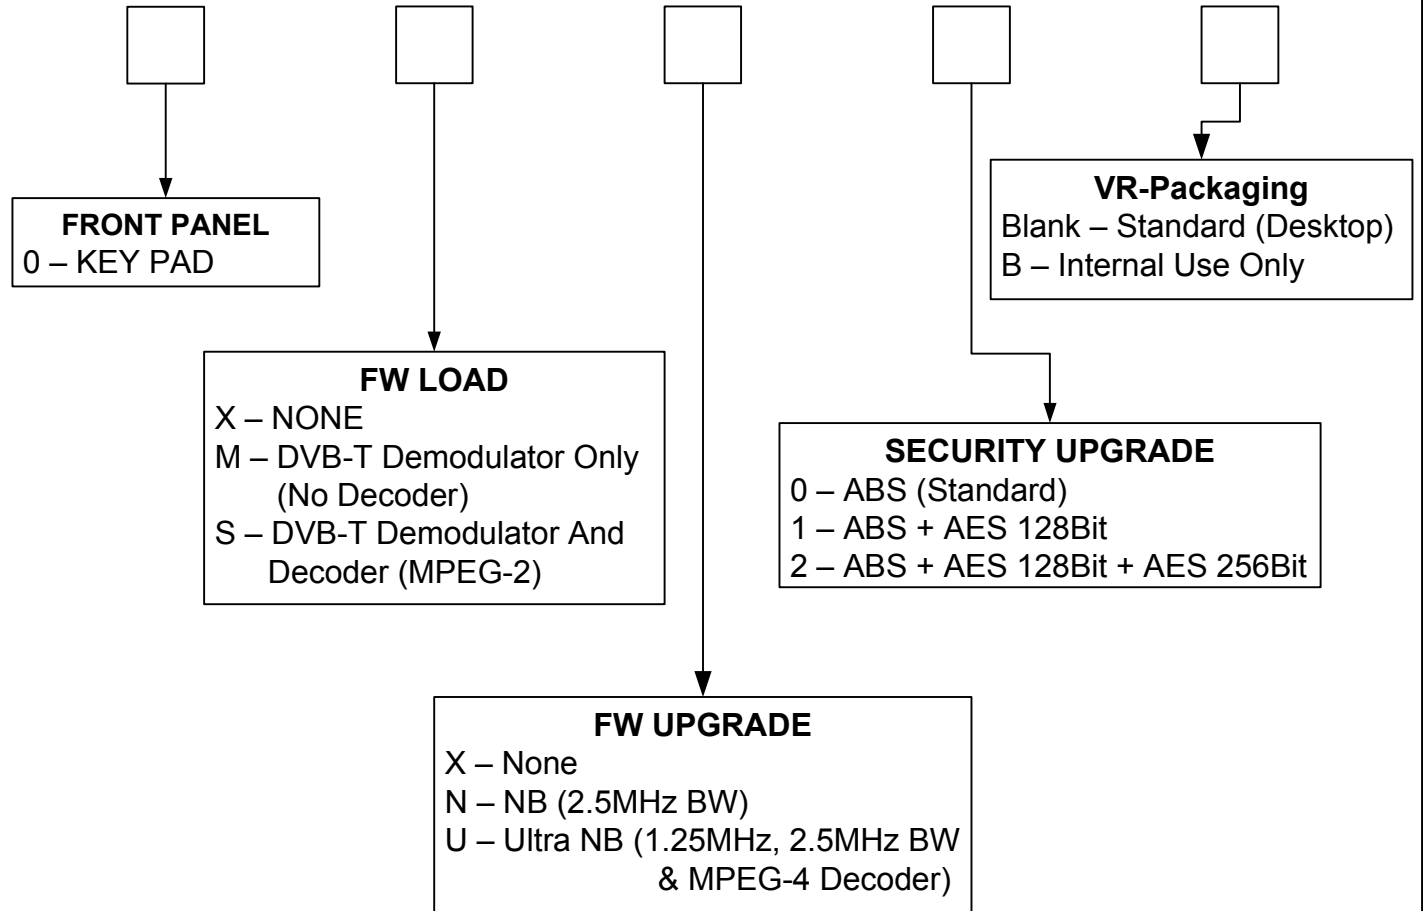 FRONT PANEL
0 – KEY PAD
FW LOAD
X – NONE
M – DVB-T Demodulator Only
(No Decoder)
S – DVB-T Demodulator And
Decoder (MPEG-2)
FW UPGRADE
X – None
N – NB (2.5MHz BW)
U – Ultra NB (1.25MHz, 2.5MHz BW
& MPEG-4 Decoder)
SECURITY UPGRADE
0 – ABS (Standard)
1 – ABS + AES 128Bit
2 – ABS + AES 128Bit + AES 256Bit
VR-Packaging
Blank – Standard (Desktop)
B – Internal Use Only